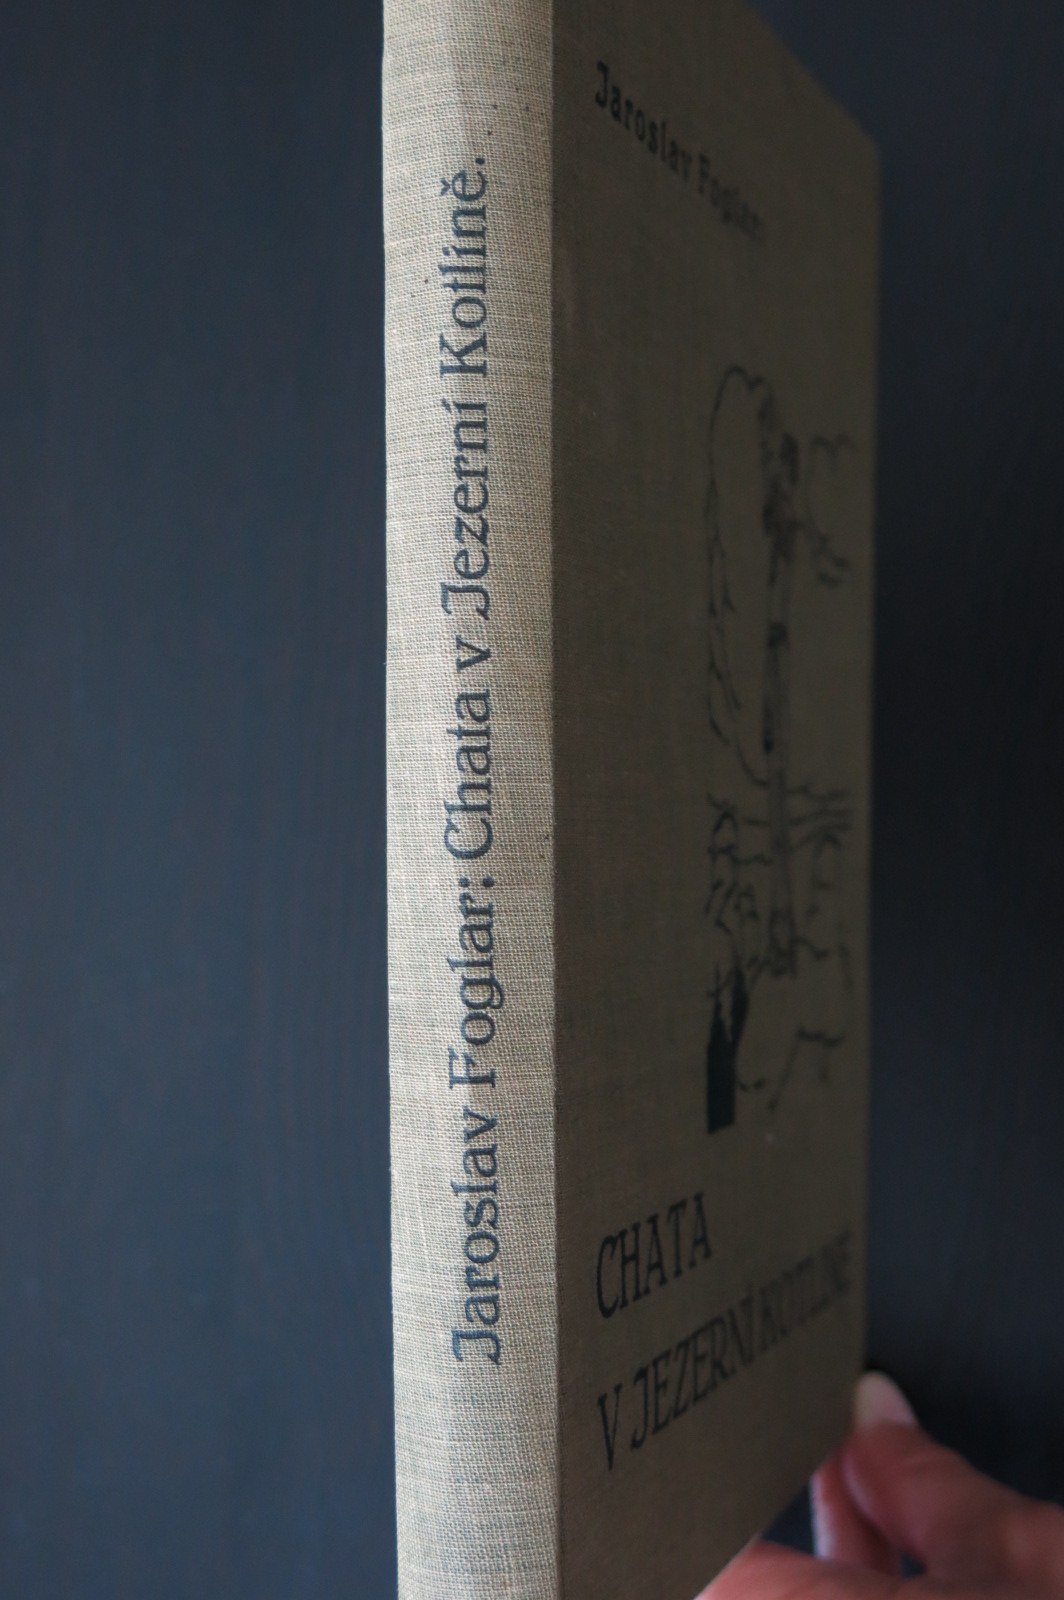 Jaroslav Foglar: Chata v Jezerní Kotlině.
Jaroslav Foglar
CHATA
V JEZERNÍ KOTLINĚ